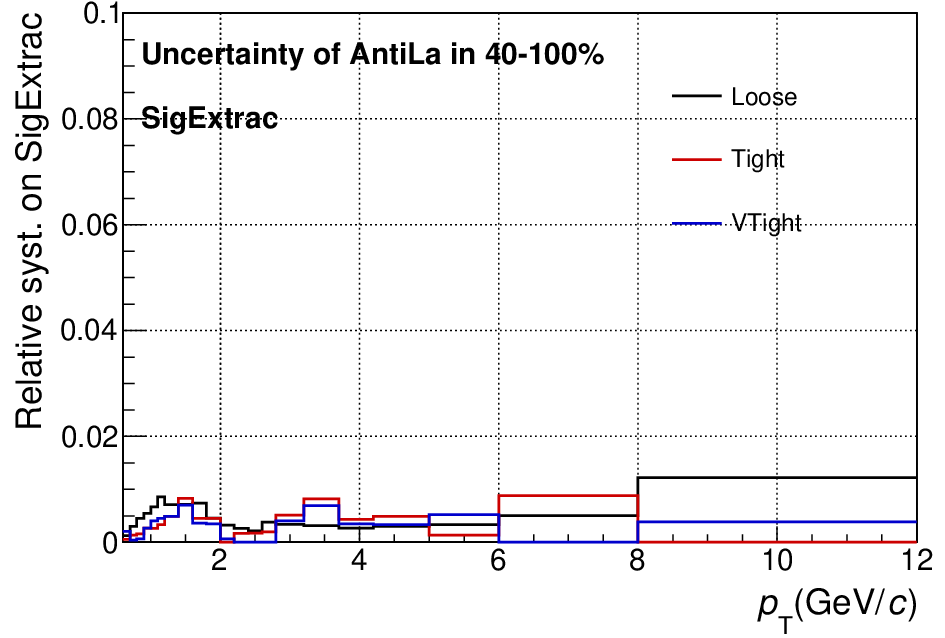 0.1
Uncertainty of AntiLa in 40-100%
Loose
SigExtrac
0.08
Tight
0.06
VTight
0.04
0.02
0
2
4
6
8
10
12
Relative syst. on SigExtrac
pT(GeV/c)